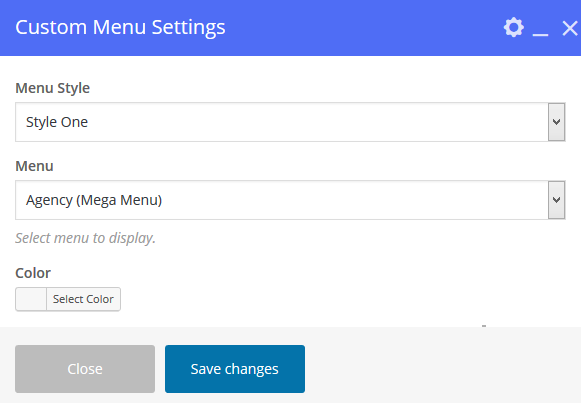 Custom Menu Settings
Menu Style
Style One
Menu
Agency (Mega Menu)
Select menu to display.
Color
Select Color
Close
Save changes